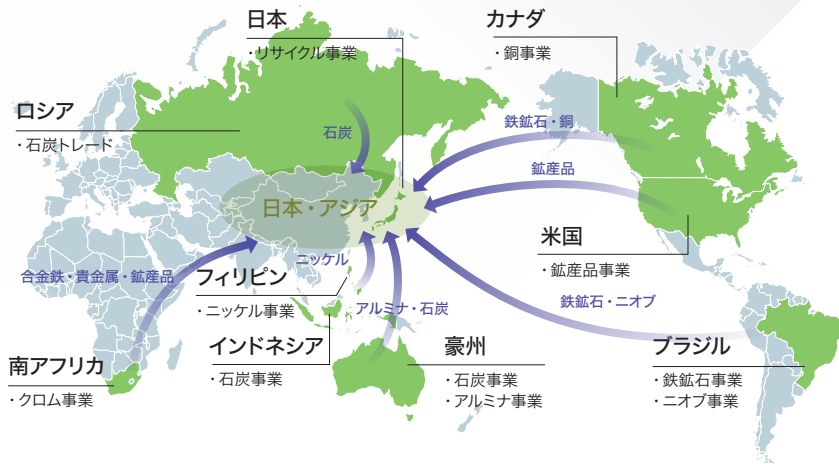 日本
・リサイクル事業
カナダ
・銅事業
ロシア
・石炭トレード
石炭
鉄鉱石・銅
鉱産品
日本・アジア
米国
・鉱産品事業
合金鉄・貴金属・鉱産品
ニッケル
フィリピン
・ニッケル事業
アルミナ・石炭
鉄鉱石・ニオブ
インドネシア
・石炭事業
豪州
・石炭事業
・アルミナ事業
ブラジル
・鉄鉱石事業
・ニオブ事業
南アフリカ
・クロム事業